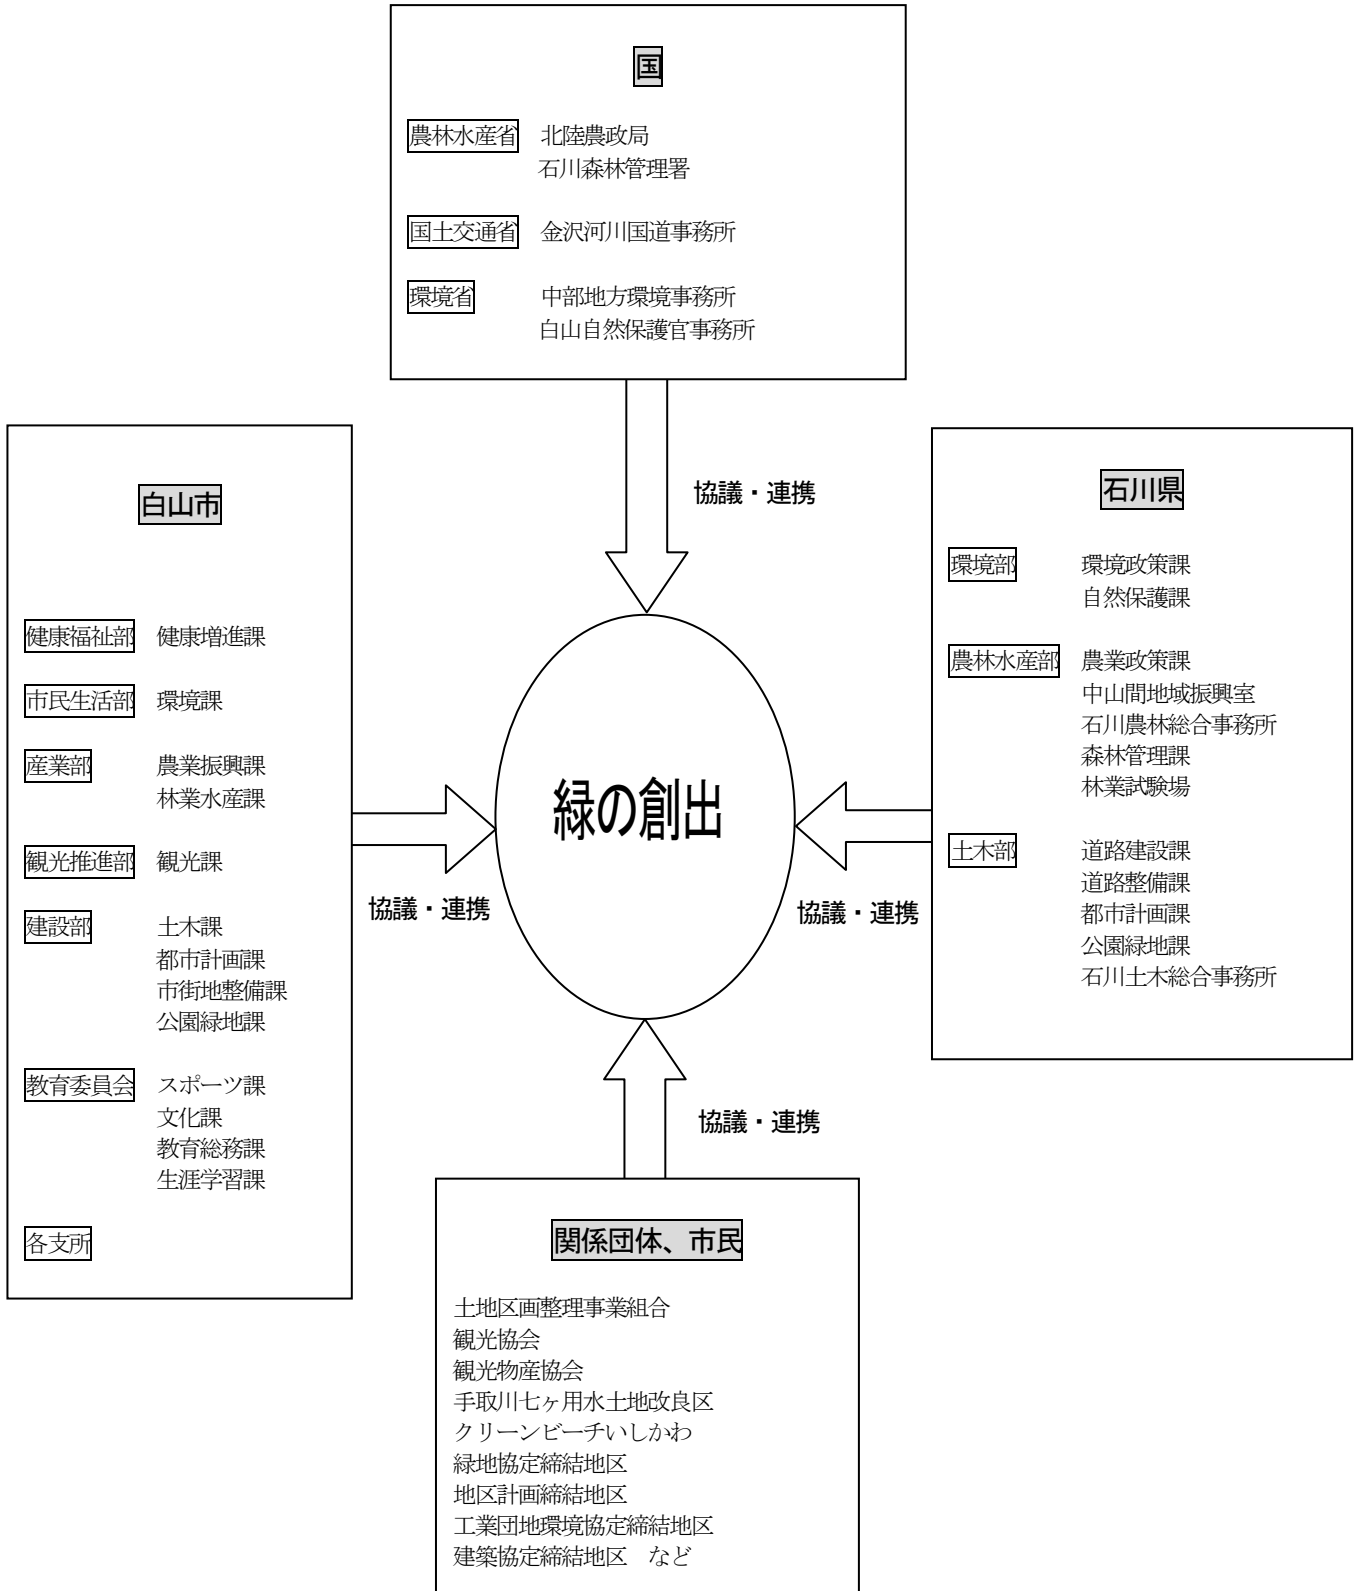 国
農林水産省 北陸農政局
石川森林管理署
国土交通省 金沢河川国道事務所
環境省 中部地方環境事務所
白山自然保護官事務所
協議・連携
白山市
健康福祉部 健康増進課
市民生活部 環境課
産業部 農業振興課
林業水産課
観光推進部 観光課
建設部 土木課
都市計画課
市街地整備課
公園緑地課
教育委員会 スポーツ課
文化課
教育総務課
生涯学習課
各支所
協議・連携
緑の創出
石川県
環境部 環境政策課
自然保護課
農林水産部 農業政策課
中山間地域振興室
石川農林総合事務所
森林管理課
林業試験場
土木部 道路建設課
道路整備課
都市計画課
公園緑地課
石川土木総合事務所
協議・連携
協議・連携
関係団体、市民
土地区画整理事業組合
観光協会
観光物産協会
手取川七ヶ用水土地改良区
クリーンビーチいしかわ
緑地協定締結地区
地区計画締結地区
工業団地環境協定締結地区
建築協定締結地区 など